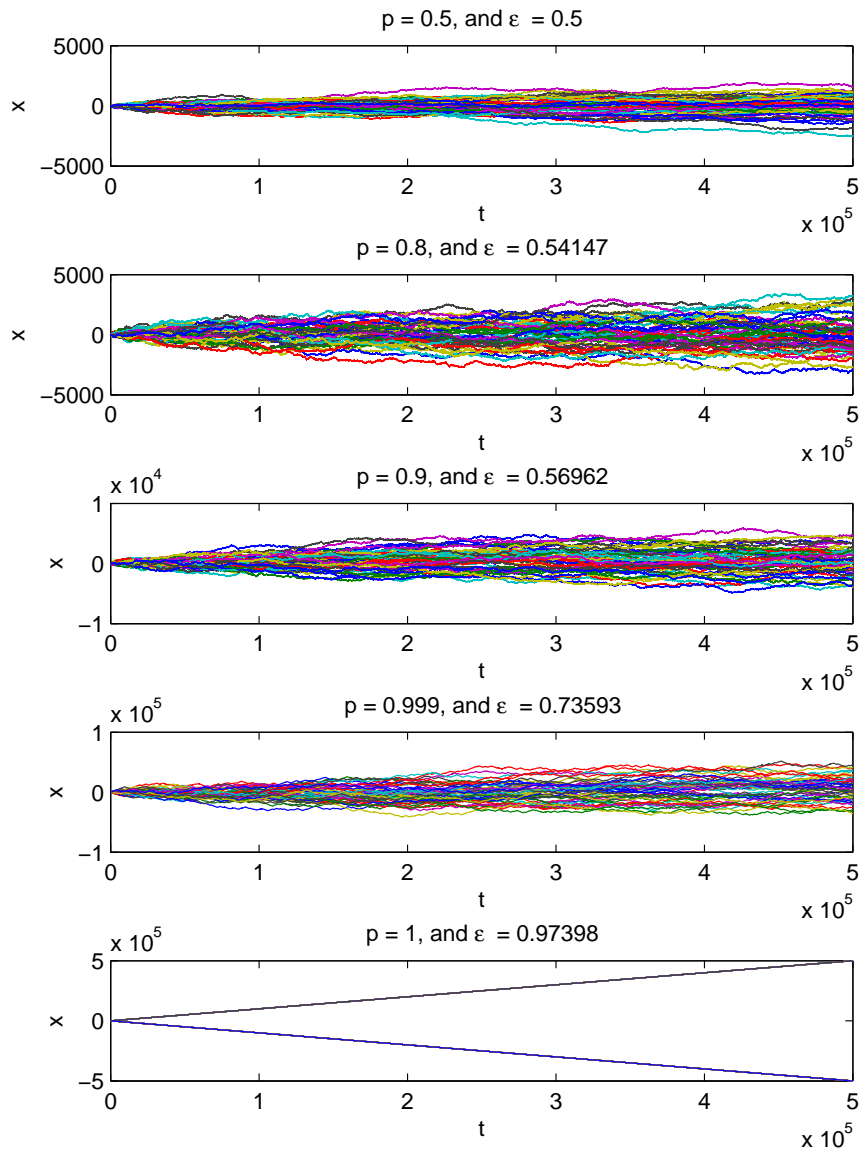 p = 0.5, and ε = 0.5
5000
0
−5000
x
0 1 2 3 4 5
t
x 10^5
p = 0.8, and ε = 0.54147
5000
0
−5000
x
0 1 2 3 4 5
t
x 10^5
x 10^4
p = 0.9, and ε = 0.56962
1
0
−1
x
0 1 2 3 4 5
t
x 10^5
x 10^5
p = 0.999, and ε = 0.73593
1
0
−1
x
0 1 2 3 4 5
t
x 10^5
x 10^5
p = 1, and ε = 0.97398
5
0
−5
x
0 1 2 3 4 5
t
x 10^5